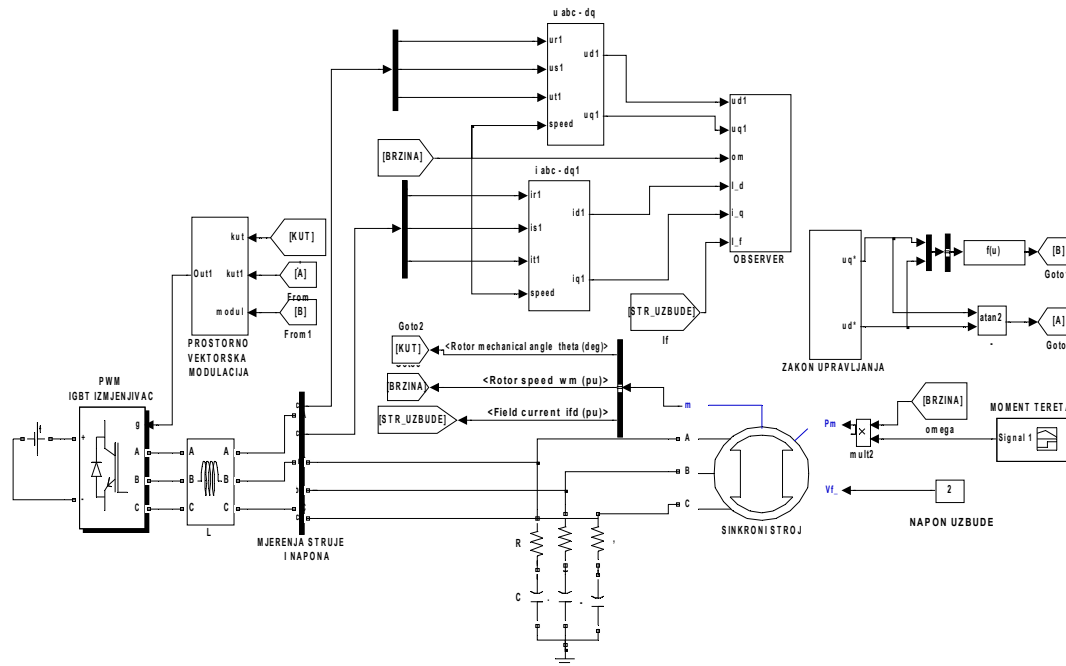 u abc - dq
ur1
us1
ut1
speed
ud1
uq1
[BRZINA]
i abc - dq1
ir1
is1
it1
speed
id1
iq1
ud1
uq1
om
I_d
i_q
I_f
OBSERVER
[STR_UZBUDE]
If
kut
kut1
modul
Out1
[KUT]
[A]
From
[B]
From1
PROSTORNO
VEKTORSKA
MODULACIJA
uq*
ud*
ZAKON UPRAVLJANJA
f(u)
[B]
Goto
atan2
[A]
Goto
Goto2
[KUT]
<Rotor mechanical angle theta (deg)>
[BRZINA]
<Rotor speed wm (pu)>
[STR_UZBUDE]
<Field current ifd (pu)>
PWM
IGBT IZMJENJIVAC
g
+
-
A
B
C
A
B
C
A
B
C
L
MJERENJA STRUJE
I NAPONA
m
A
B
C
SINKRONI STROJ
Pm
Vf_
mult2
[BRZINA]
omega
MOMENT TERETA
Signal 1
2
NAPON UZBUDE
R
C